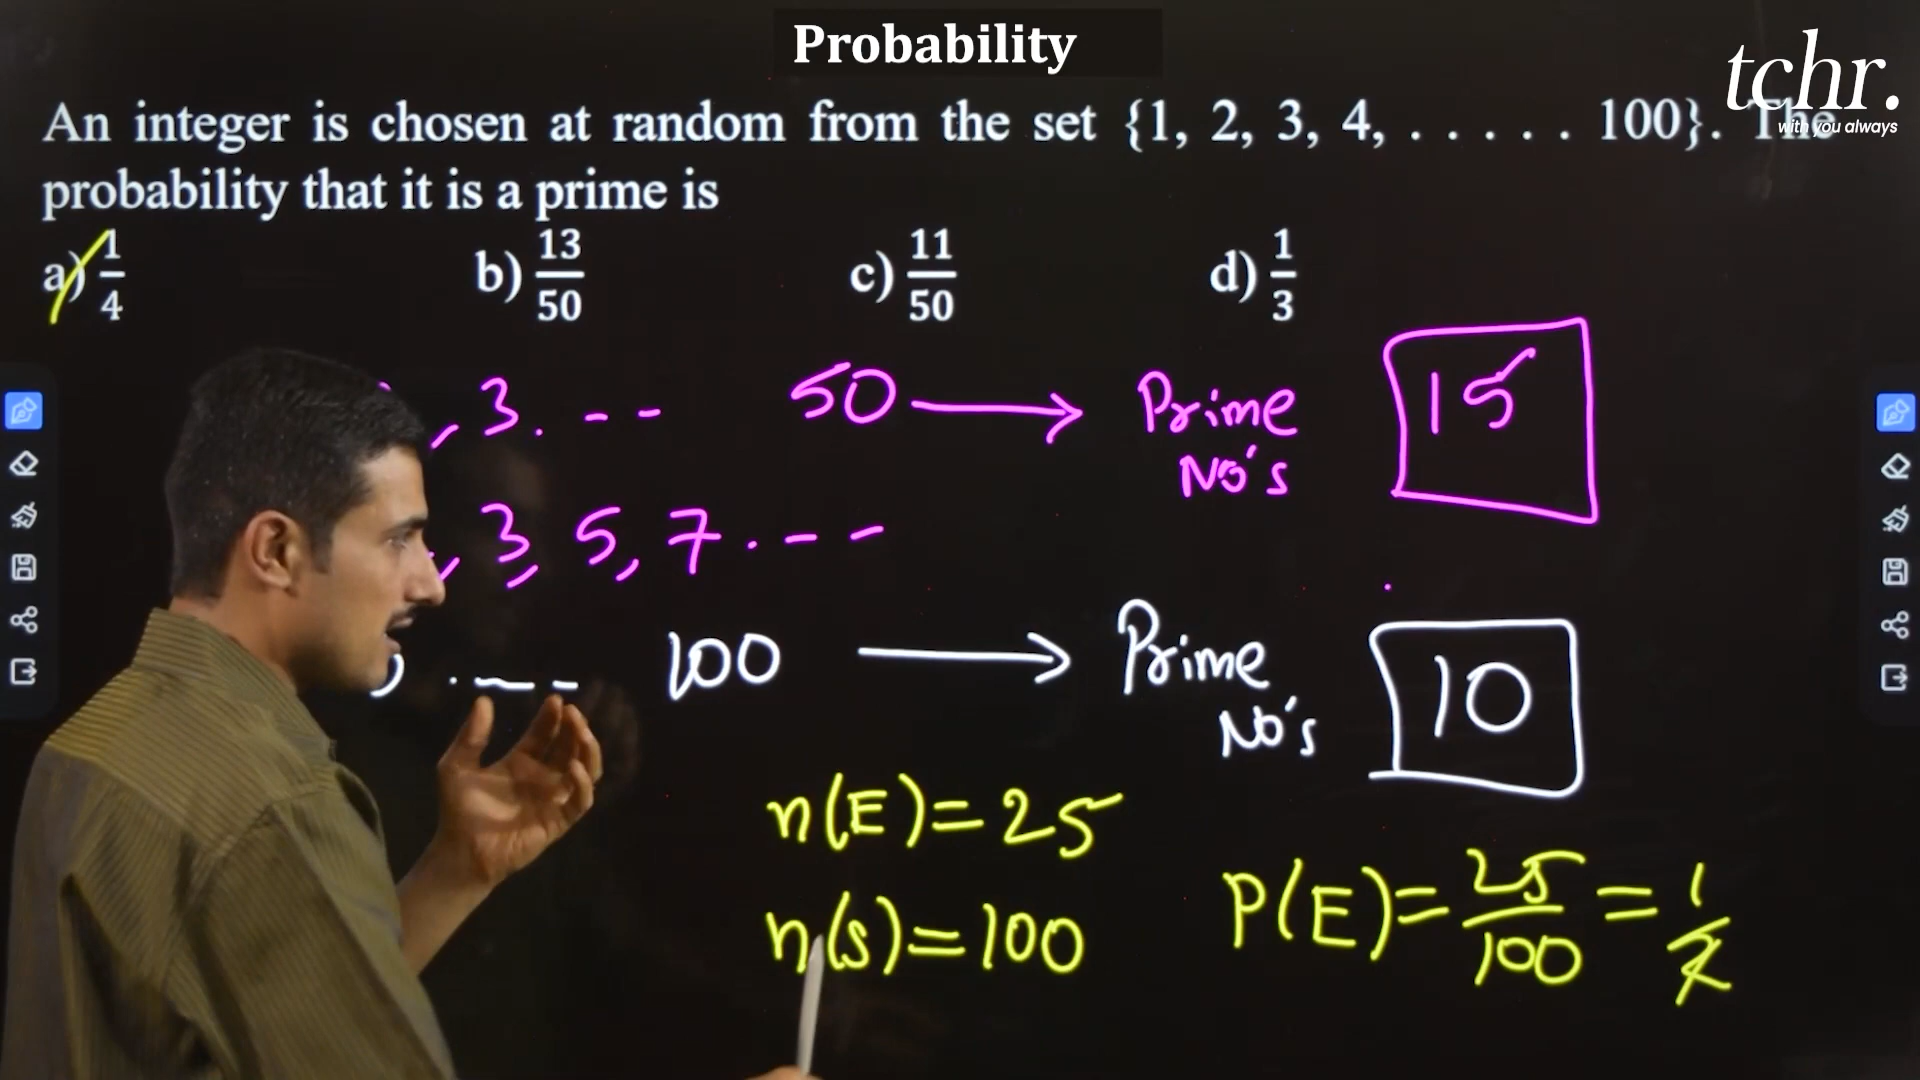 Probability
tchr.
with you always
An integer is chosen at random from the set {1, 2, 3, 4, . . . . . 100}. The
probability that it is a prime is
a) 1/4 b) 13/50 c) 11/50 d) 1/3
, 3. - - 50 → Prime No's 15
, 3, 5, 7 . - -
. - - 100 → Prime No's 10
n(E) = 25
n(S) = 100
P(E) = 25/100 = 1/